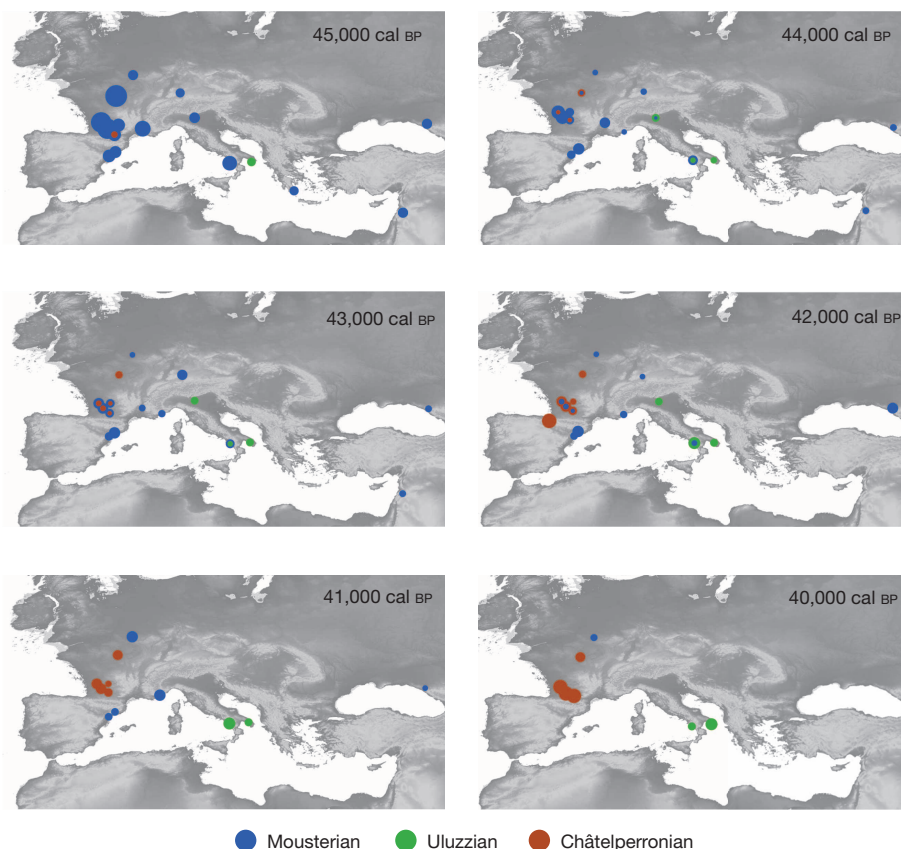 45,000 cal BP
44,000 cal BP
43,000 cal BP
42,000 cal BP
41,000 cal BP
40,000 cal BP
Mousterian Uluzzian Châtelperronian